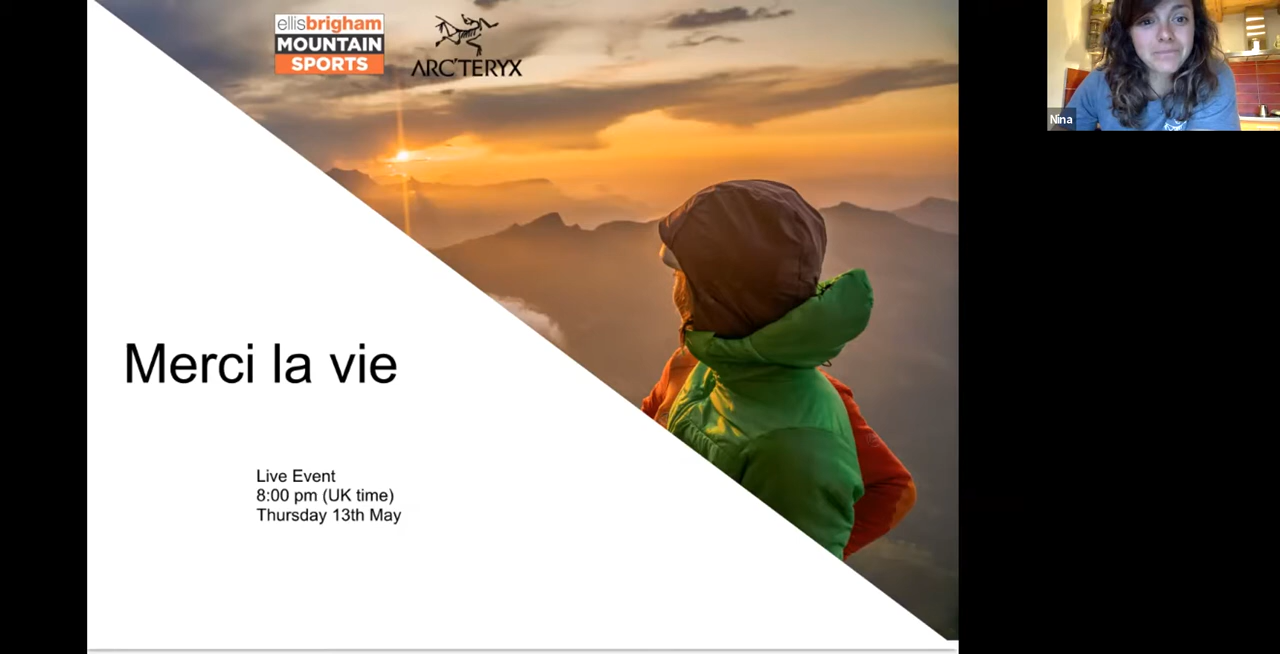 ellisbrigham
MOUNTAIN
SPORTS
ARC'TERYX
Nina
Merci la vie
Live Event
8:00 pm (UK time)
Thursday 13th May